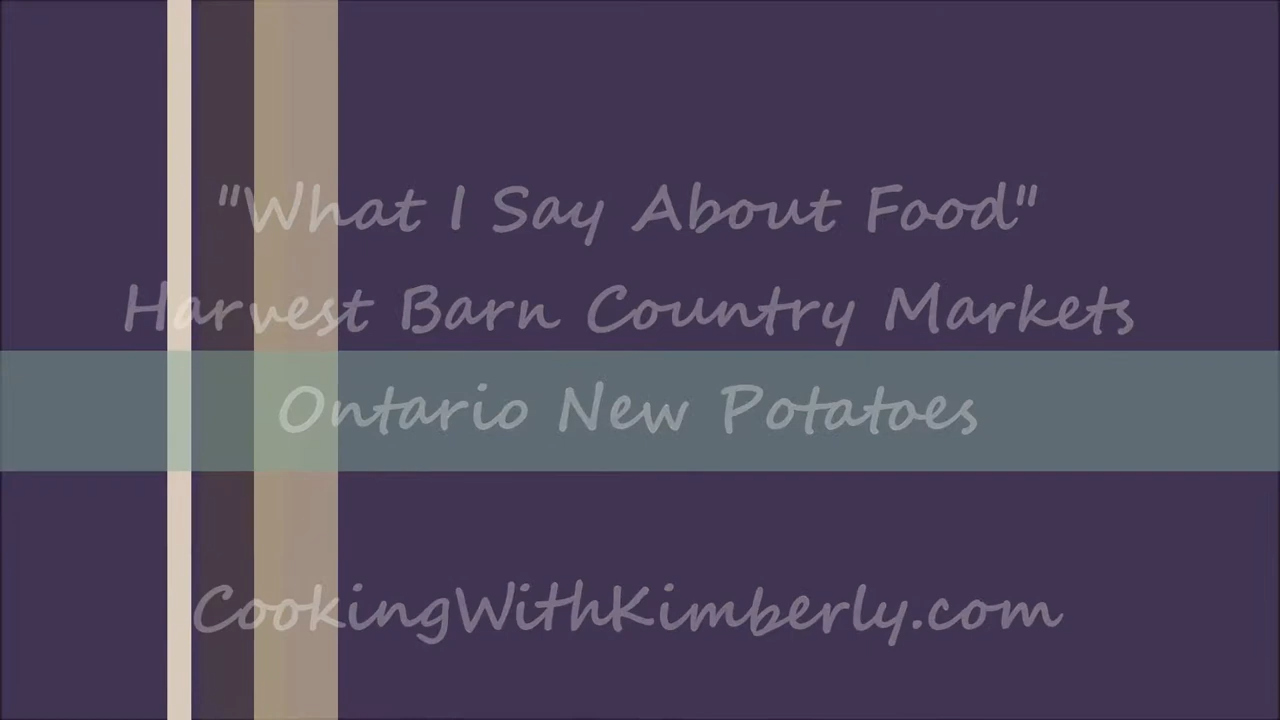 "What I Say About Food"
Harvest Barn Country Markets
Ontario New Potatoes
CookingWithKimberly.com